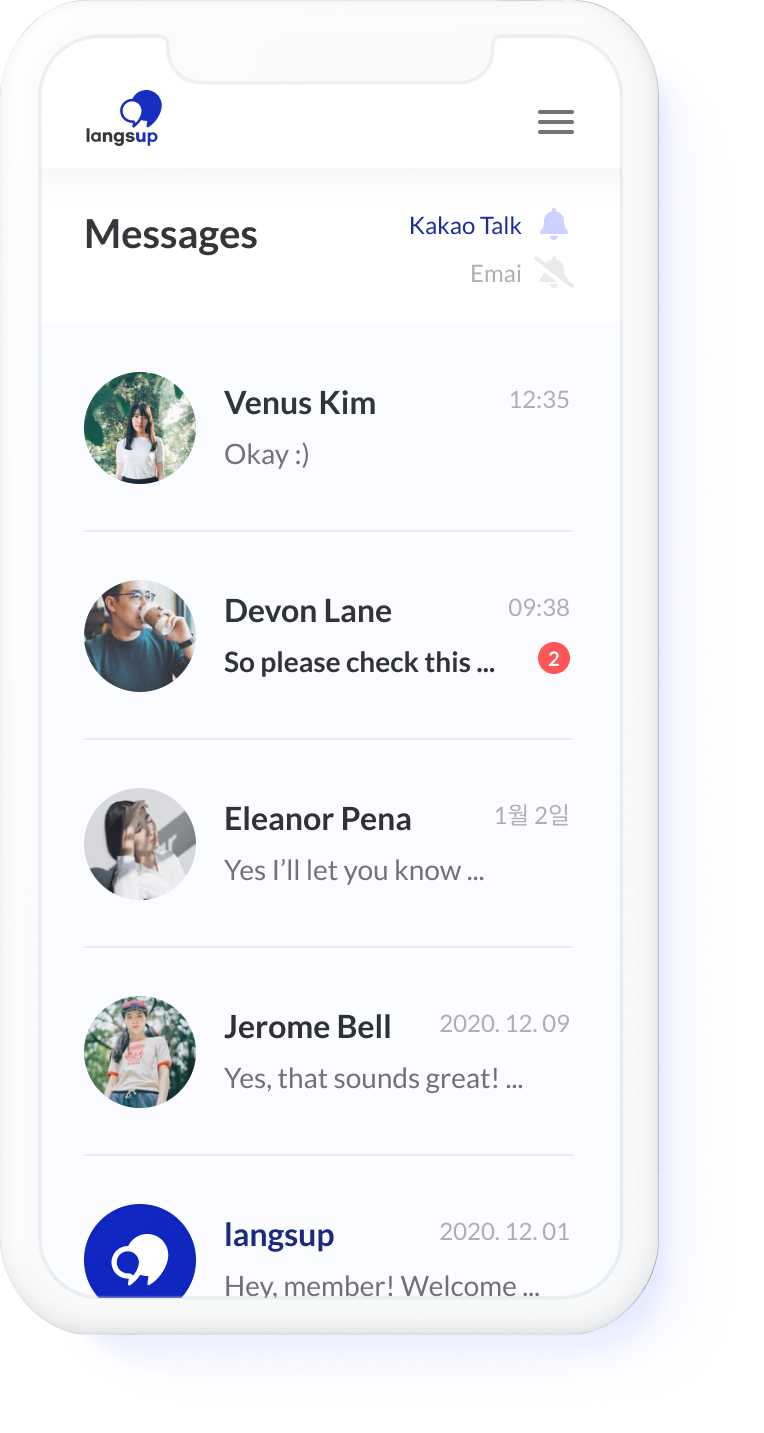 langsup
Messages
Kakao Talk
Emai
Venus Kim
12:35
Okay :)
Devon Lane
09:38
So please check this ...
2
Eleanor Pena
1월 2일
Yes I’ll let you know ...
Jerome Bell
2020. 12. 09
Yes, that sounds great! ...
langsup
2020. 12. 01
Hey, member! Welcome ...